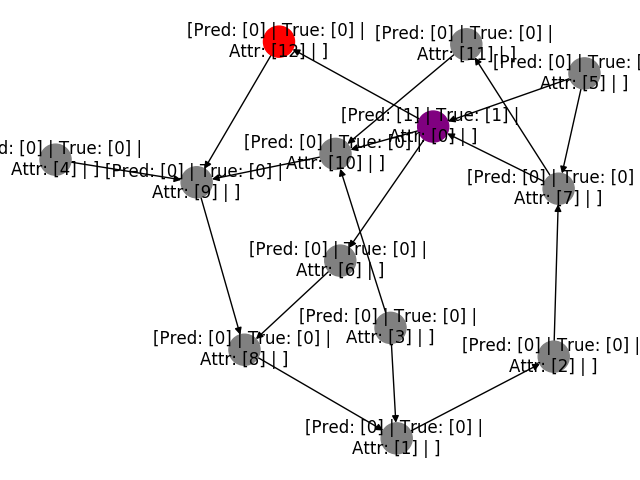 [Pred: [0] | True: [0] |
Attr: [12] | ]
[Pred: [0] | True: [0] |
Attr: [11] | ]
[Pred: [0] | True: [
Attr: [5] | ]
[Pred: [1] | True: [1] |
Attr: [0] | ]
d: [0] | True: [0] |
Attr: [4] | ]
[Pred: [0] | True: [0] |
Attr: [10] | ]
[Pred: [0] | True: [0] |
Attr: [9] | ]
[Pred: [0] | True: [0]
Attr: [7] | ]
[Pred: [0] | True: [0] |
Attr: [6] | ]
[Pred: [0] | True: [0] |
Attr: [3] | ]
[Pred: [0] | True: [0] |
Attr: [8] | ]
[Pred: [0] | True: [0] |
Attr: [2] | ]
[Pred: [0] | True: [0] |
Attr: [1] | ]